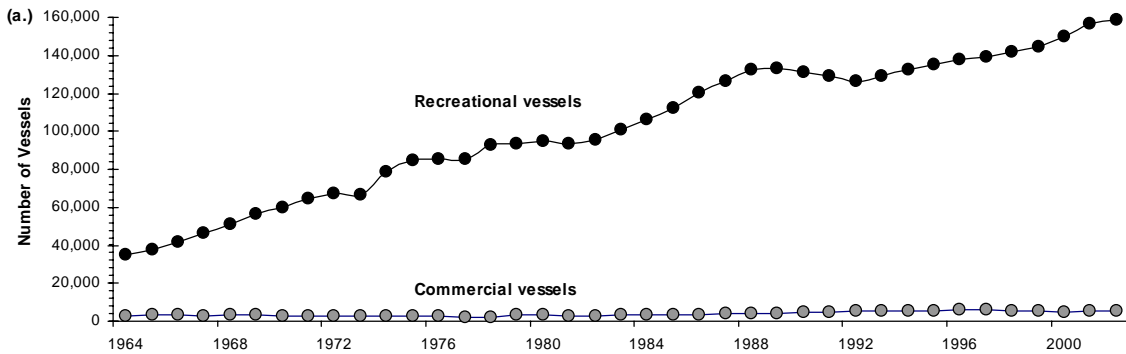 (a.)
160,000
140,000
120,000
100,000
80,000
60,000
40,000
20,000
0
Number of Vessels
Recreational vessels
Commercial vessels
1964 1968 1972 1976 1980 1984 1988 1992 1996 2000